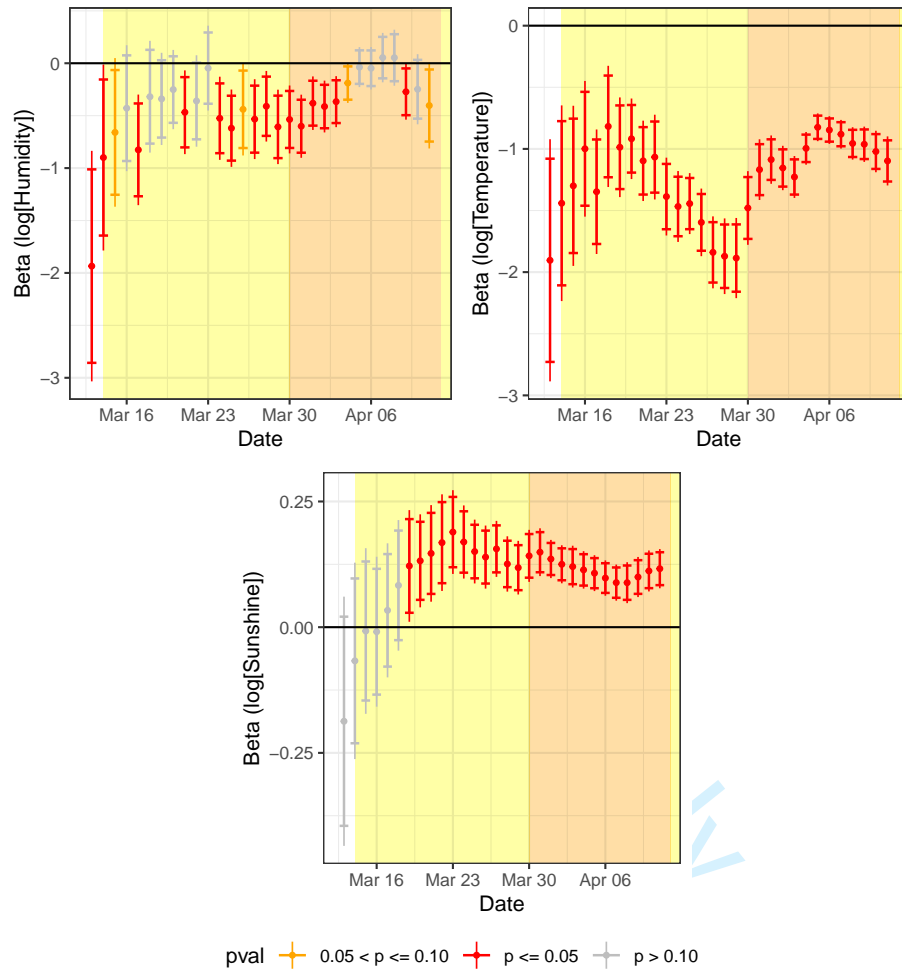 0
−1
−2
−3
Beta (log[Humidity])
Mar 16 Mar 23 Mar 30 Apr 06
Date
0
−1
−2
−3
Beta (log[Temperature])
Mar 16 Mar 23 Mar 30 Apr 06
Date
0.25
0.00
−0.25
Beta (log[Sunshine])
Mar 16 Mar 23 Mar 30 Apr 06
Date
pval 0.05 < p <= 0.10 p <= 0.05 p > 0.10